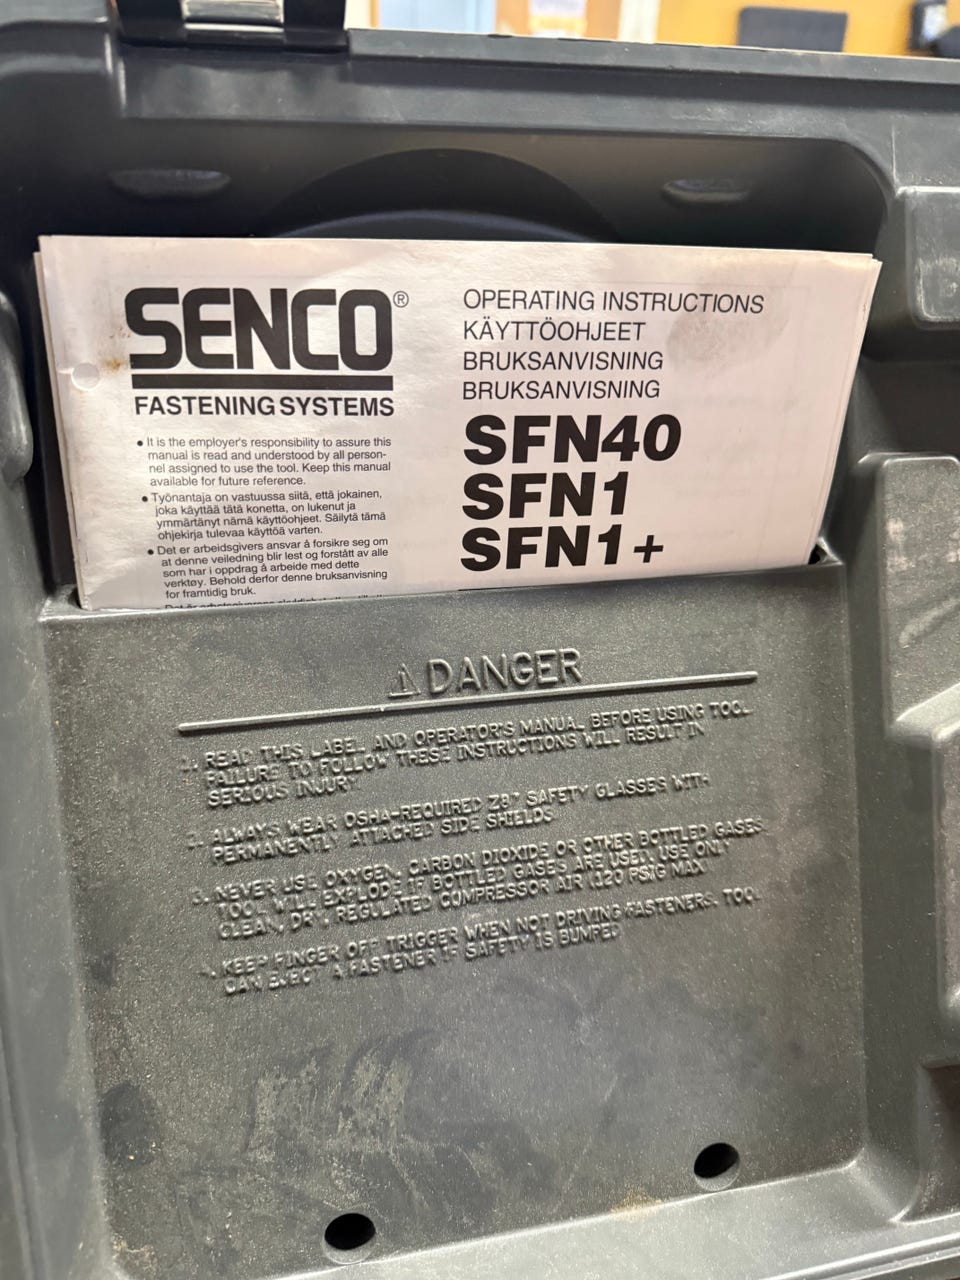 SENCO®
FASTENING SYSTEMS
• It is the employer's responsibility to assure this
manual is read and understood by all person-
nel assigned to use the tool. Keep this manual
available for future reference.
• Työnantaja on vastuussa siitä, että jokainen,
joka käyttää tätä konetta, on lukenut ja
ymmärtänyt nämä käyttöohjeet. Säilytä tämä
ohjekirja tulevaa käyttöä varten.
• Det er arbeidsgivers ansvar å forsikre seg om
at denne veiledning blir lest og forstått av alle
som har i oppdrag å arbeide med dette
verktøy. Behold derfor denne bruksanvisning
for framtidig bruk.
OPERATING INSTRUCTIONS
KÄYTTÖOHJEET
BRUKSANVISNING
BRUKSANVISNING
SFN40
SFN1
SFN1+
⚠ DANGER
1. READ THIS LABEL AND OPERATOR'S MANUAL BEFORE USING TOOL.
FAILURE TO FOLLOW THESE INSTRUCTIONS WILL RESULT IN
SERIOUS INJURY.
2. ALWAYS WEAR OSHA-REQUIRED Z87 SAFETY GLASSES WITH
PERMANENTLY ATTACHED SIDE SHIELDS.
3. NEVER USE OXYGEN, CARBON DIOXIDE OR OTHER BOTTLED GASES.
TOOL WILL EXPLODE IF BOTTLED GASES ARE USED. USE ONLY
CLEAN, DRY, REGULATED COMPRESSOR AIR (120 PSIG MAX)
4. KEEP FINGER OFF TRIGGER WHEN NOT DRIVING FASTENERS. TOOL
CAN EJECT A FASTENER IF SAFETY IS BUMPED